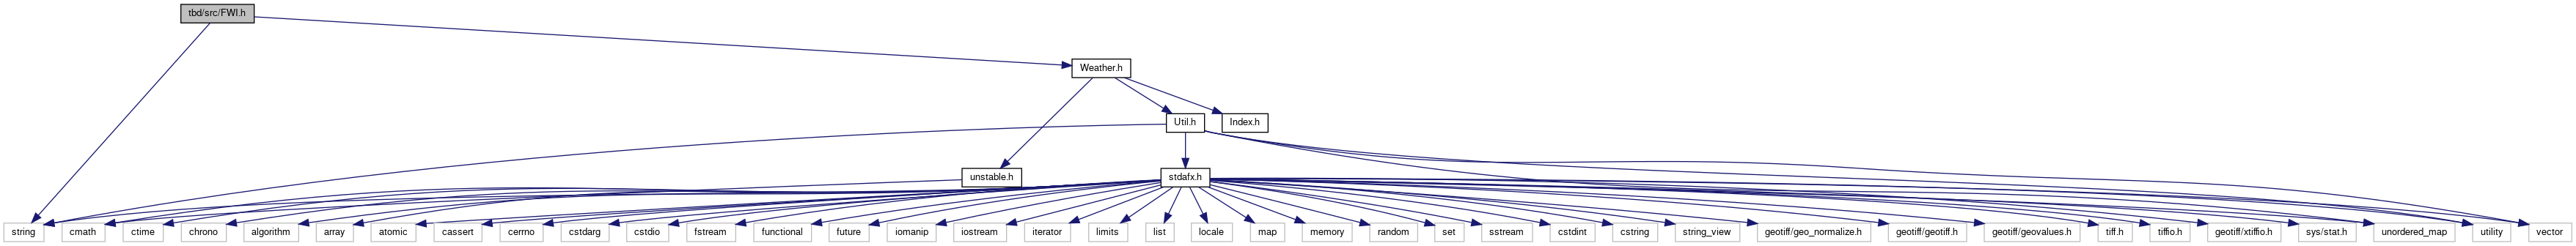 tbd/src/FWI.h
Weather.h
Util.h
Index.h
unstable.h
stdafx.h
string
cmath
ctime
chrono
algorithm
array
atomic
cassert
cerrno
cstdarg
cstdio
fstream
functional
future
iomanip
iostream
iterator
limits
list
locale
map
memory
random
set
sstream
cstdint
cstring
string_view
geotiff/geo_normalize.h
geotiff/geotiff.h
geotiff/geovalues.h
tiff.h
tiffio.h
geotiff/xtiffio.h
sys/stat.h
unordered_map
utility
vector